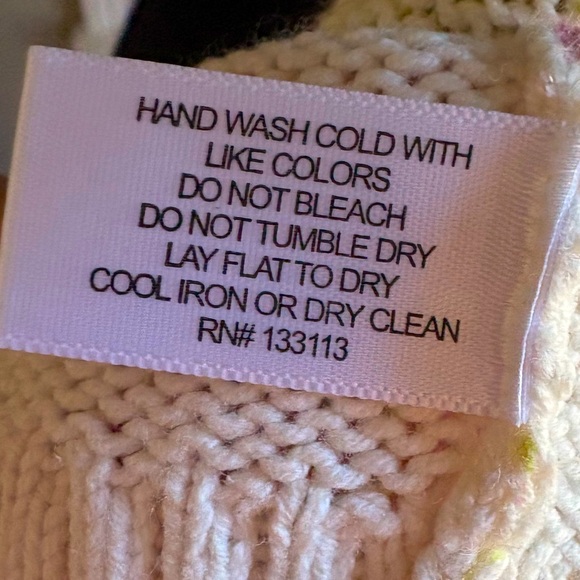 HAND WASH COLD WITH
LIKE COLORS
DO NOT BLEACH
DO NOT TUMBLE DRY
LAY FLAT TO DRY
COOL IRON OR DRY CLEAN
RN# 133113